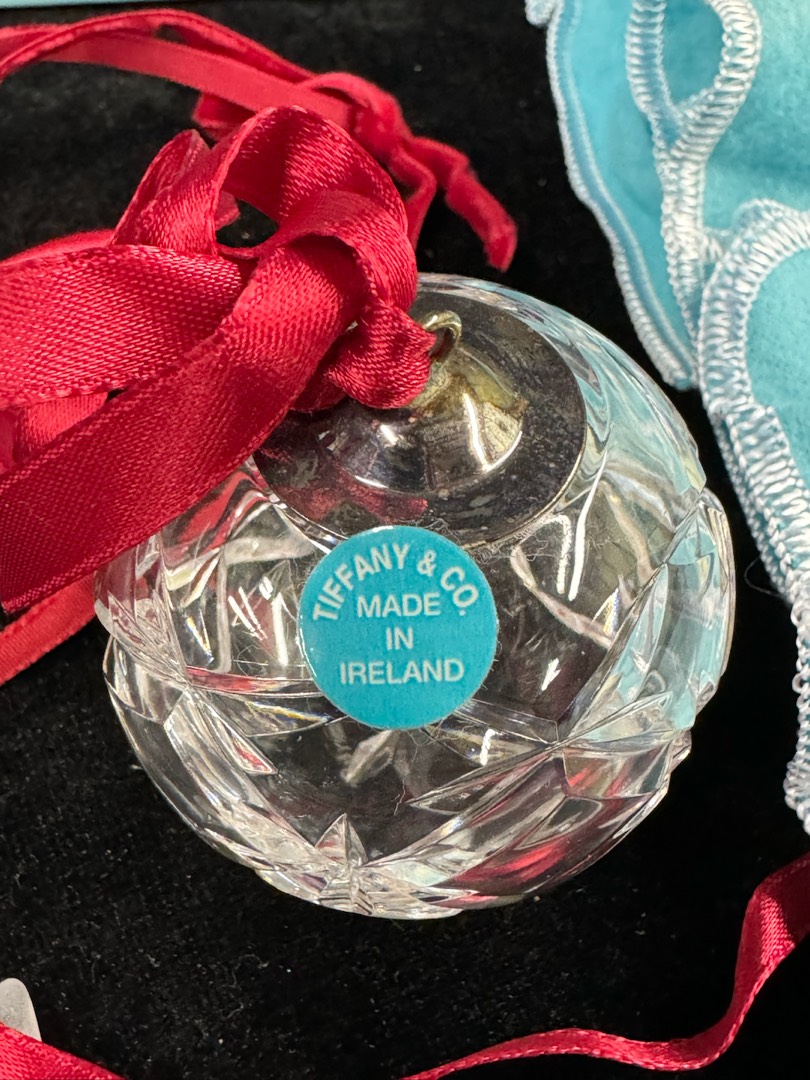 TIFFANY & CO.
MADE
IN
IRELAND